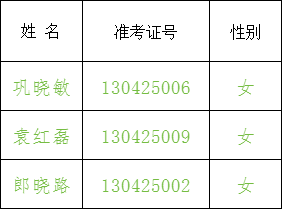 姓 名 准考证号 性别
巩晓敏 130425006 女
袁红磊 130425009 女
郎晓路 130425002 女